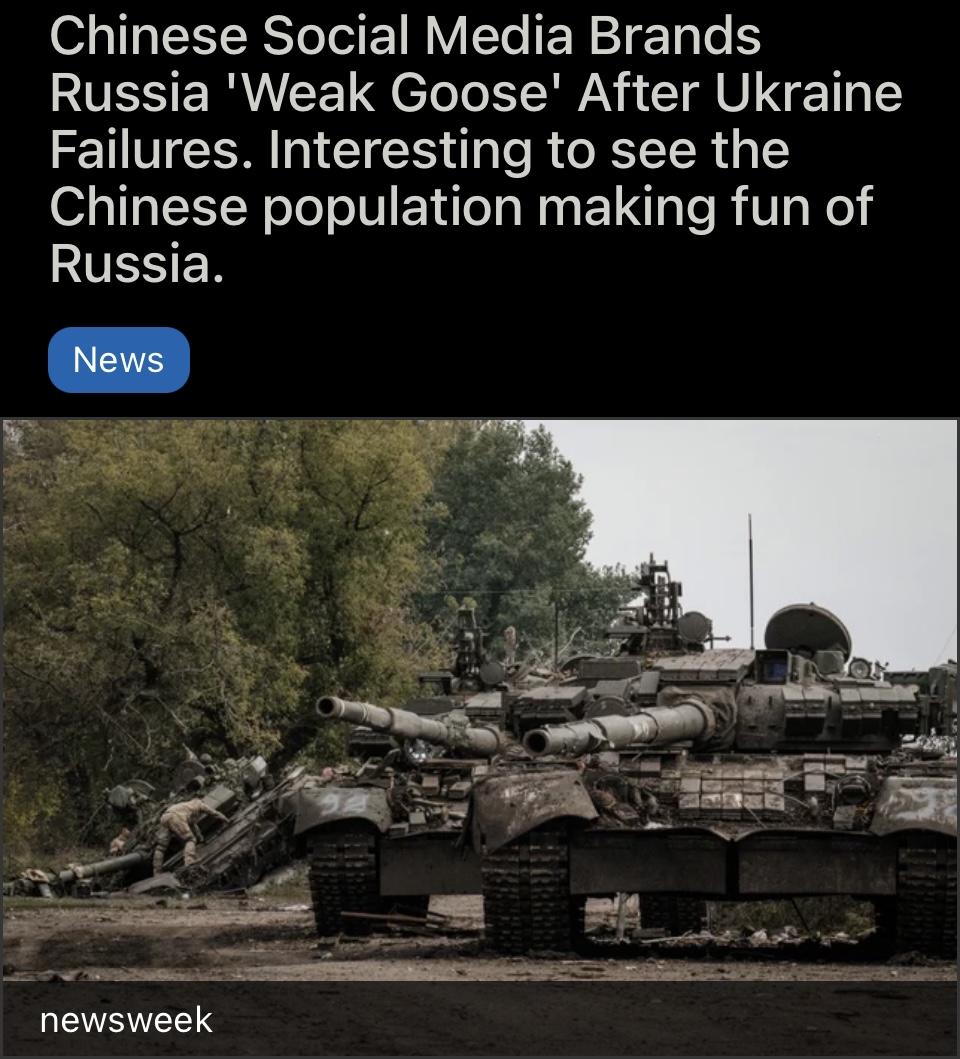 Chinese Social Media Brands
Russia 'Weak Goose' After Ukraine
Failures. Interesting to see the
Chinese population making fun of
Russia.
News
newsweek